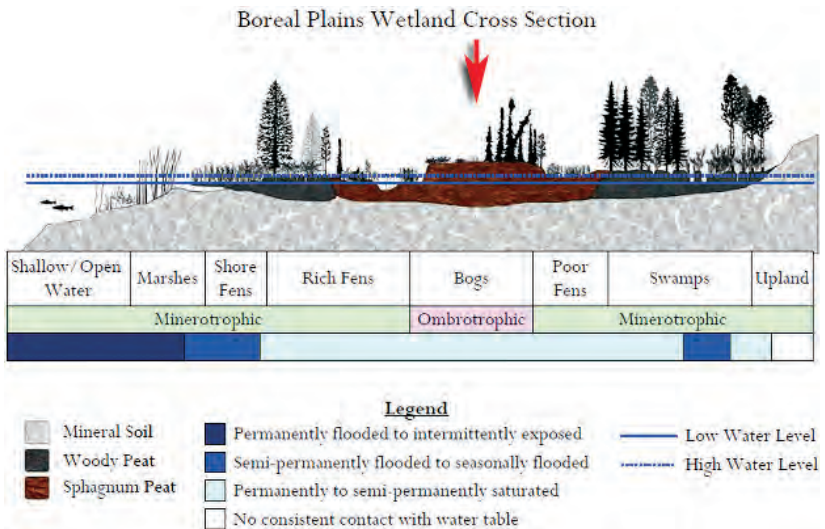 Boreal Plains Wetland Cross Section
Shallow/Open Water
Marshes
Shore Fens
Rich Fens
Bogs
Poor Fens
Swamps
Upland
Minerotrophic
Ombrotrophic
Minerotrophic
Legend
Mineral Soil
Woody Peat
Sphagnum Peat
Permanently flooded to intermittently exposed
Semi-permanently flooded to seasonally flooded
Permanently to semi-permanently saturated
No consistent contact with water table
Low Water Level
High Water Level